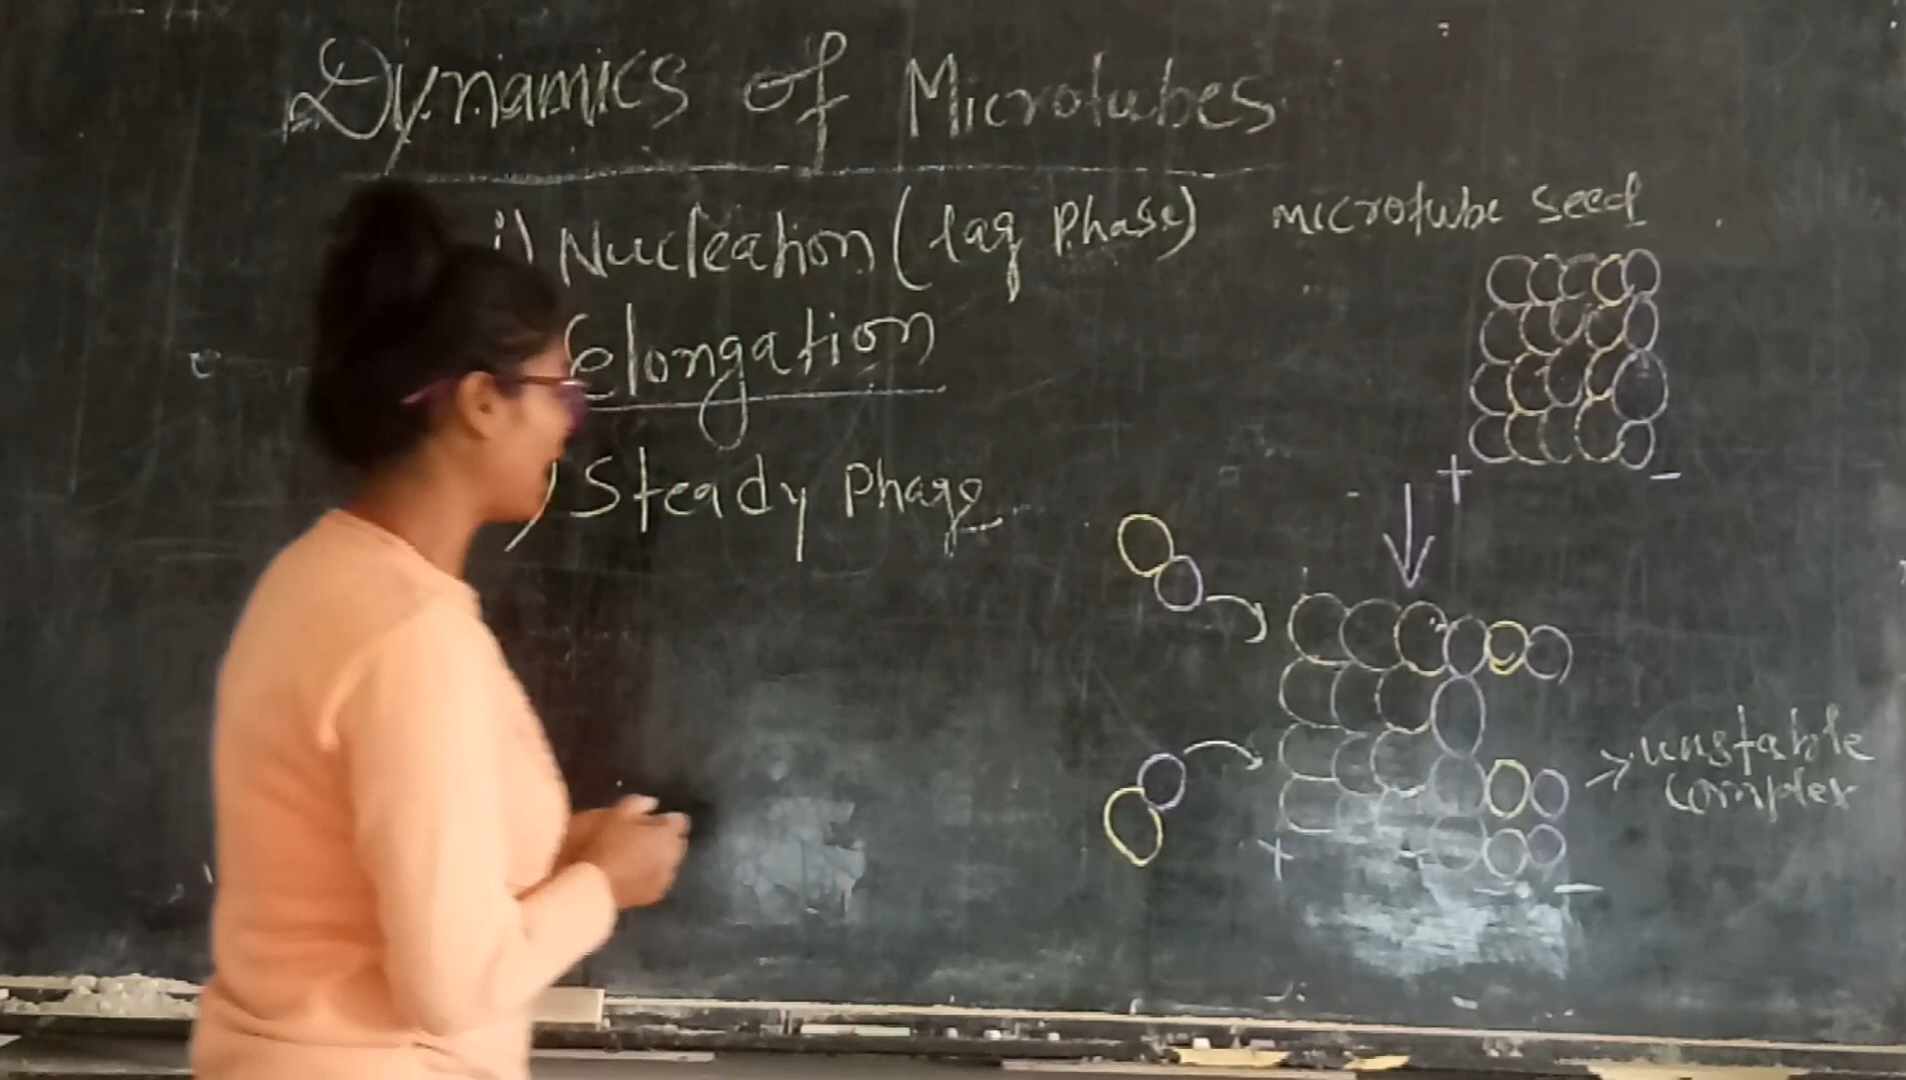 Dynamics of Microtubes
i) Nucleation (lag Phase)
microtube seed
Elongation
) Steady Phase
+ -
unstable
complex
+ -